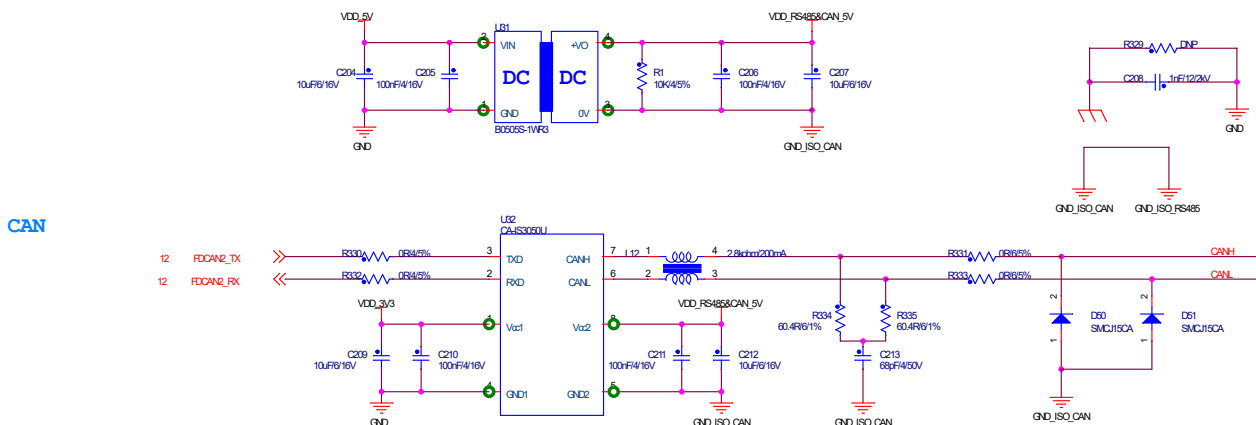 VDD_5V
U31
VDD_RS485&CAN_5V
2
VIN
+VO
4
C204
10uF/6/16V
C205
100nF/4/16V
DC
DC
R1
10K/4/5%
C206
100nF/4/16V
C207
10uF/6/16V
1
GND
0V
3
B0505S-1WR3
GND
GND_ISO_CAN
R329
DNP
C208
1nF/12/2kV
GND
GND_ISO_CAN
GND_ISO_RS485
CAN
U32
CA-IS3050U
12 FDCAN2_TX
R330
0R/4/5%
3
TXD
CANH
7
L12
1
4
2.8kohm/200mA
R331
0R/6/5%
CANH
12 FDCAN2_RX
R332
0R/4/5%
2
RXD
CANL
6
2
3
R333
0R/6/5%
CANL
VDD_3V3
VDD_RS485&CAN_5V
1
Vcc1
Vcc2
8
R334
60.4R/6/1%
R335
60.4R/6/1%
2
D50
SMCJ15CA
1
2
D51
SMCJ15CA
1
C209
10uF/6/16V
C210
100nF/4/16V
C211
100nF/4/16V
C212
10uF/6/16V
C213
68pF/4/50V
4
GND1
GND2
5
GND
GND_ISO_CAN
GND_ISO_CAN
GND_ISO_CAN